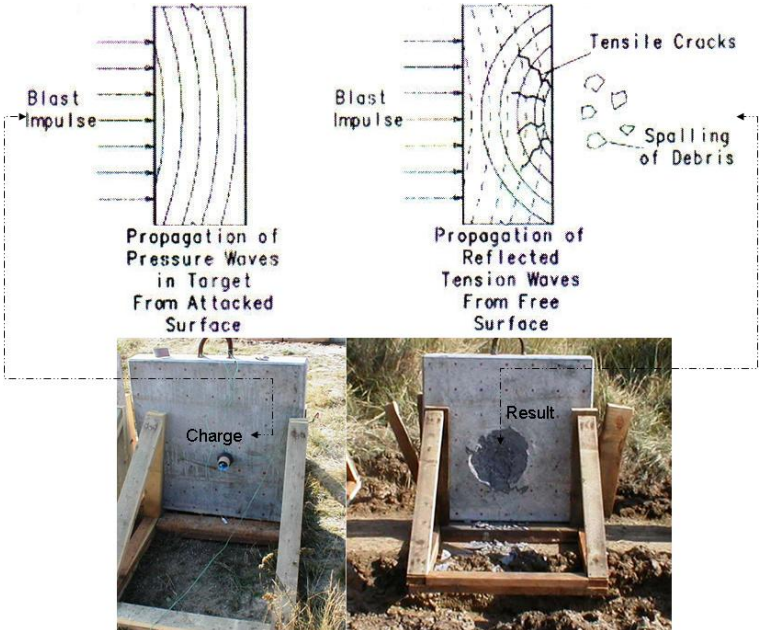 Blast
Impulse
Propagation of
Pressure Waves
in Target
From Attacked
Surface
Blast
Impulse
Tensile Cracks
Spalling
of Debris
Propagation of
Reflected
Tension Waves
From Free
Surface
Charge
Result